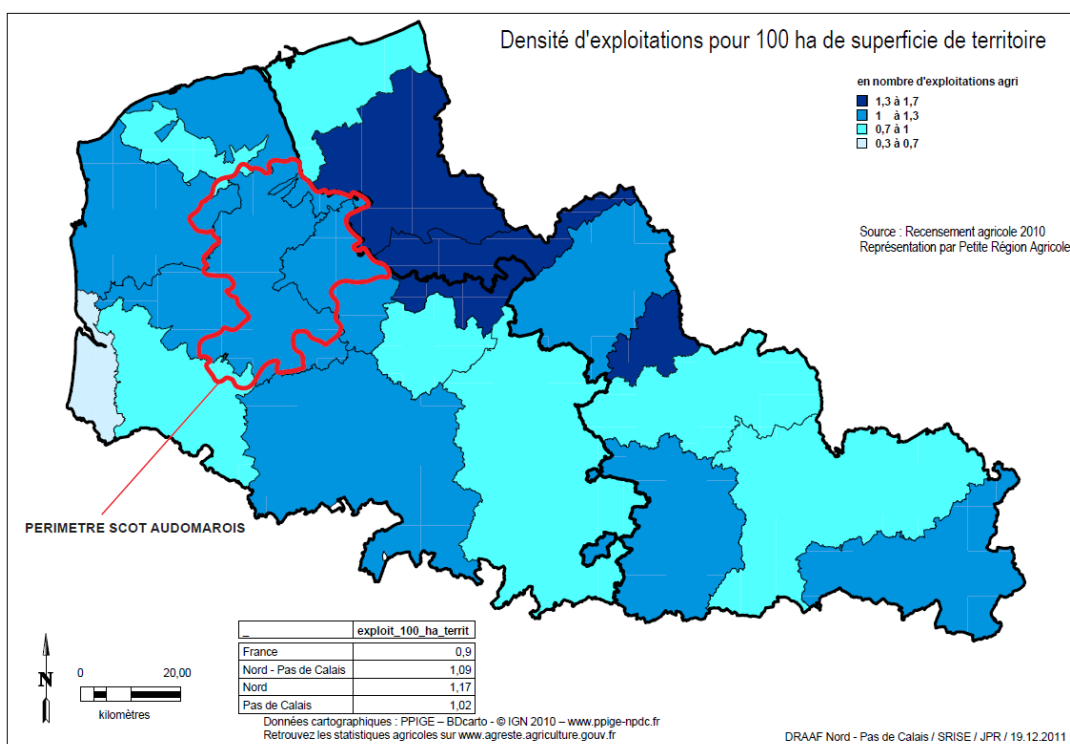 Densité d'exploitations pour 100 ha de superficie de territoire
en nombre d'exploitations agri
1,3 à 1,7
1 à 1,3
0,7 à 1
0,3 à 0,7
Source : Recensement agricole 2010
Représentation par Petite Région Agricole
PERIMETRE SCOT AUDOMAROIS
_ exploit_100_ha_territ
France 0,9
Nord - Pas de Calais 1,09
Nord 1,17
Pas de Calais 1,02
N
0 20,00
kilomètres
Données cartographiques : PPIGE – BDcarto - © IGN 2010 – www.ppige-npdc.fr
Retrouvez les statistiques agricoles sur www.agreste.agriculture.gouv.fr
DRAAF Nord - Pas de Calais / SRISE / JPR / 19.12.2011